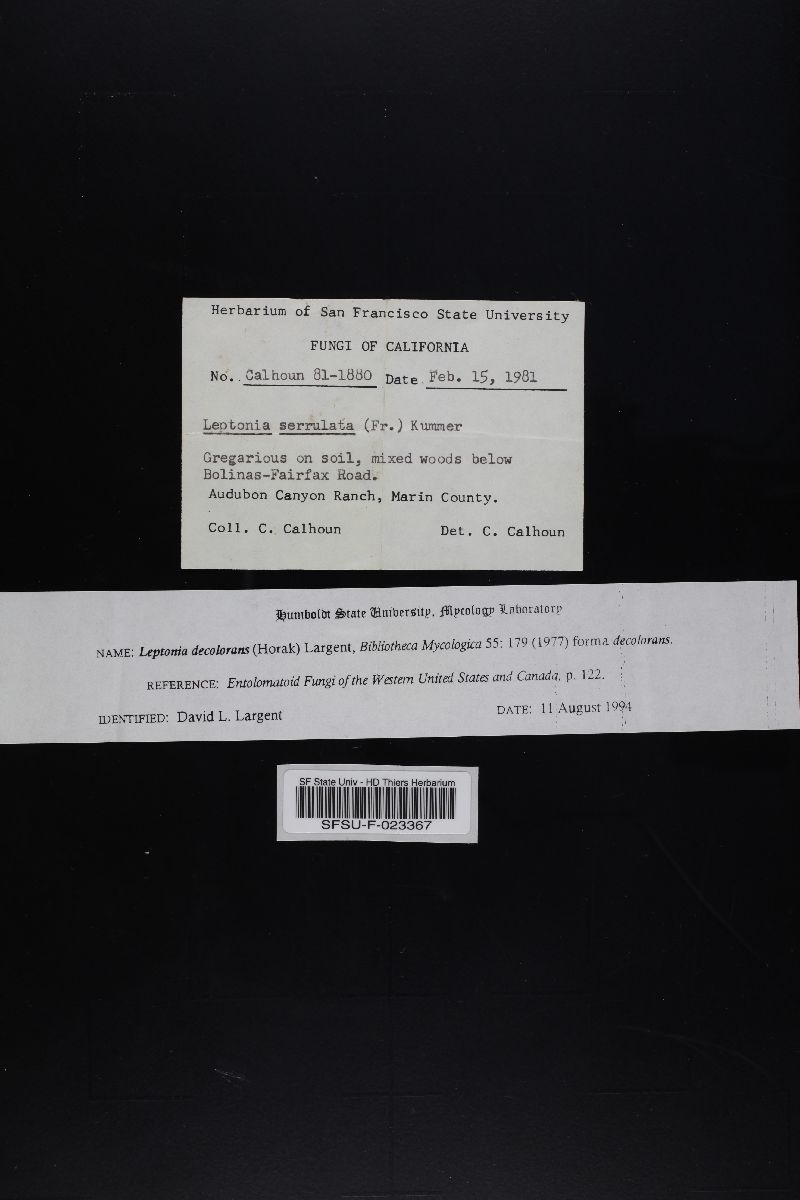 Herbarium of San Francisco State University
FUNGI OF CALIFORNIA
No. Calhoun 81-1880 Date Feb. 15, 1981
Leptonia serrulata (Fr.) Kummer
Gregarious on soil, mixed woods below
Bolinas-Fairfax Road.
Audubon Canyon Ranch, Marin County.
Coll. C. Calhoun Det. C. Calhoun
Humboldt State University, Mycology Laboratory
NAME: Leptonia decolorans (Horak) Largent, Bibliotheca Mycologica 55: 179 (1977) forma decolorans.
REFERENCE: Entolomatoid Fungi of the Western United States and Canada, p. 122.
IDENTIFIED: David L. Largent DATE: 11 August 1994
SF State Univ - HD Thiers Herbarium
SFSU-F-023367